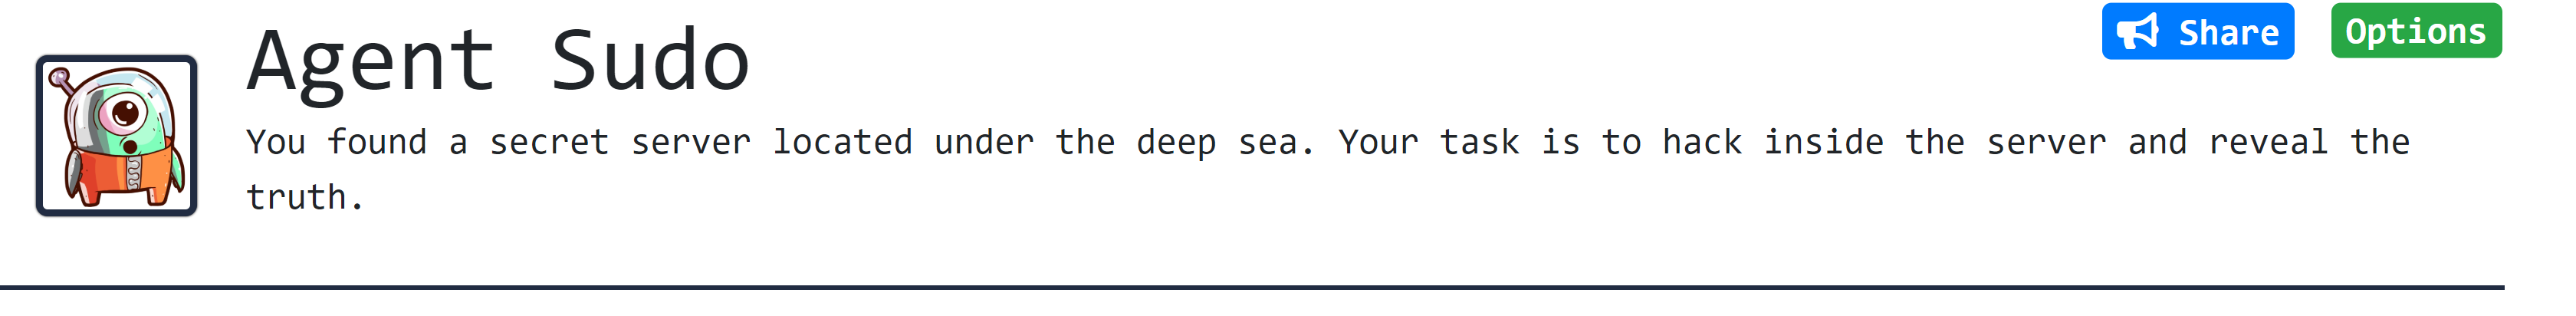 Agent Sudo
Share
Options
You found a secret server located under the deep sea. Your task is to hack inside the server and reveal the
truth.